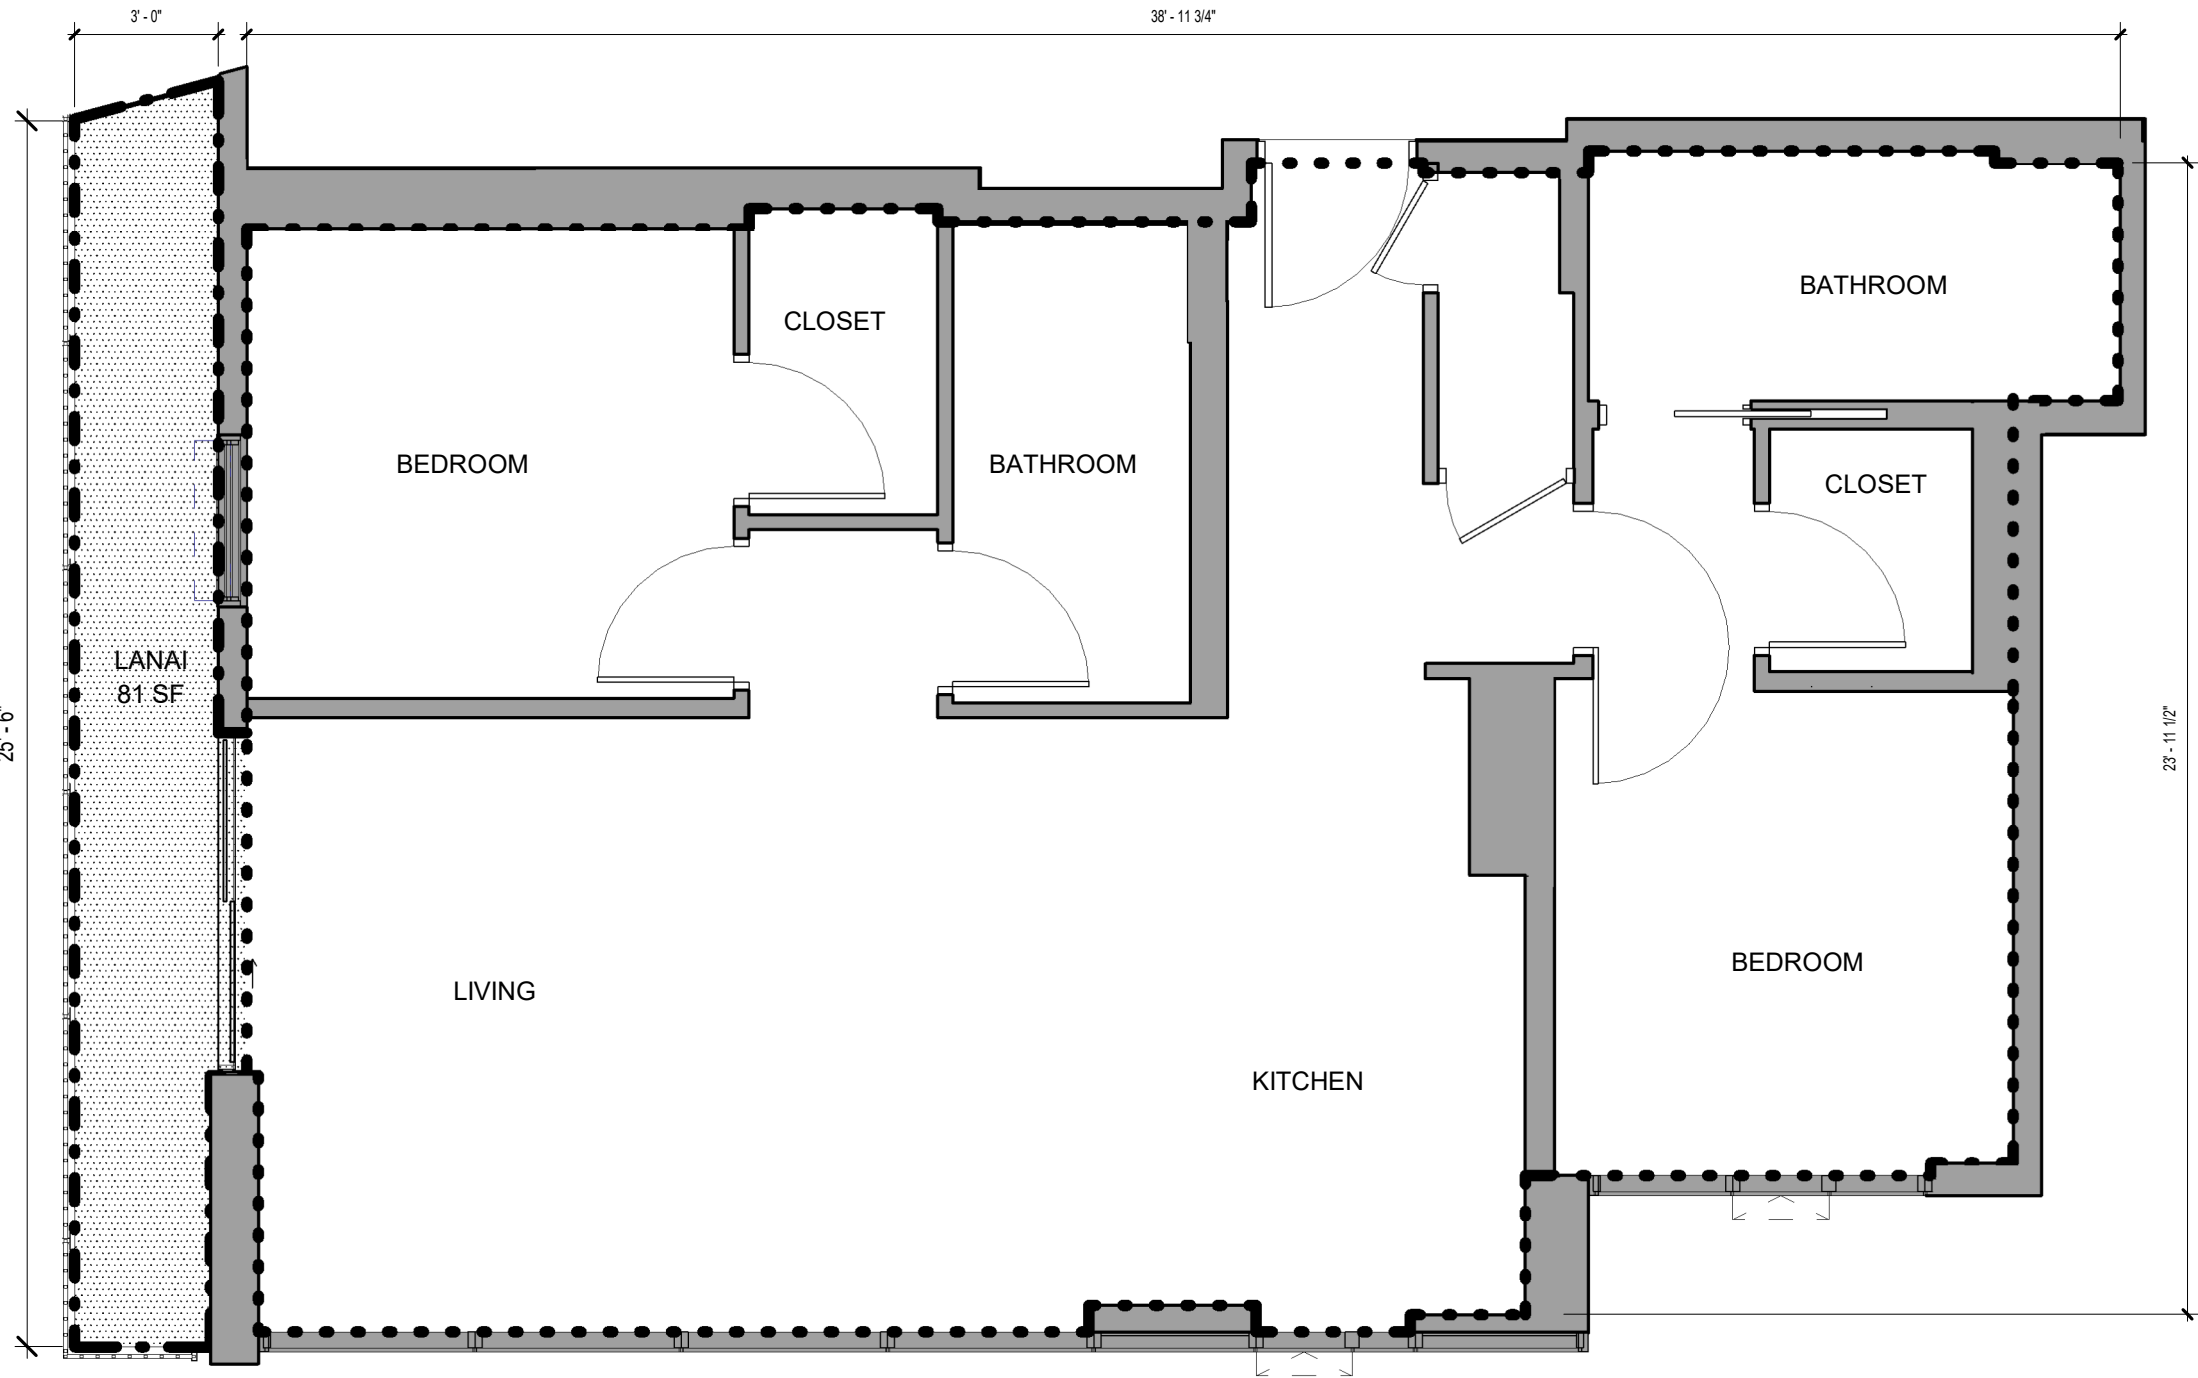 3' - 0"
38' - 11 3/4"
BATHROOM
CLOSET
BEDROOM
BATHROOM
CLOSET
LANAI
81 SF
25' - 6"
23' - 11 1/2"
BEDROOM
LIVING
KITCHEN